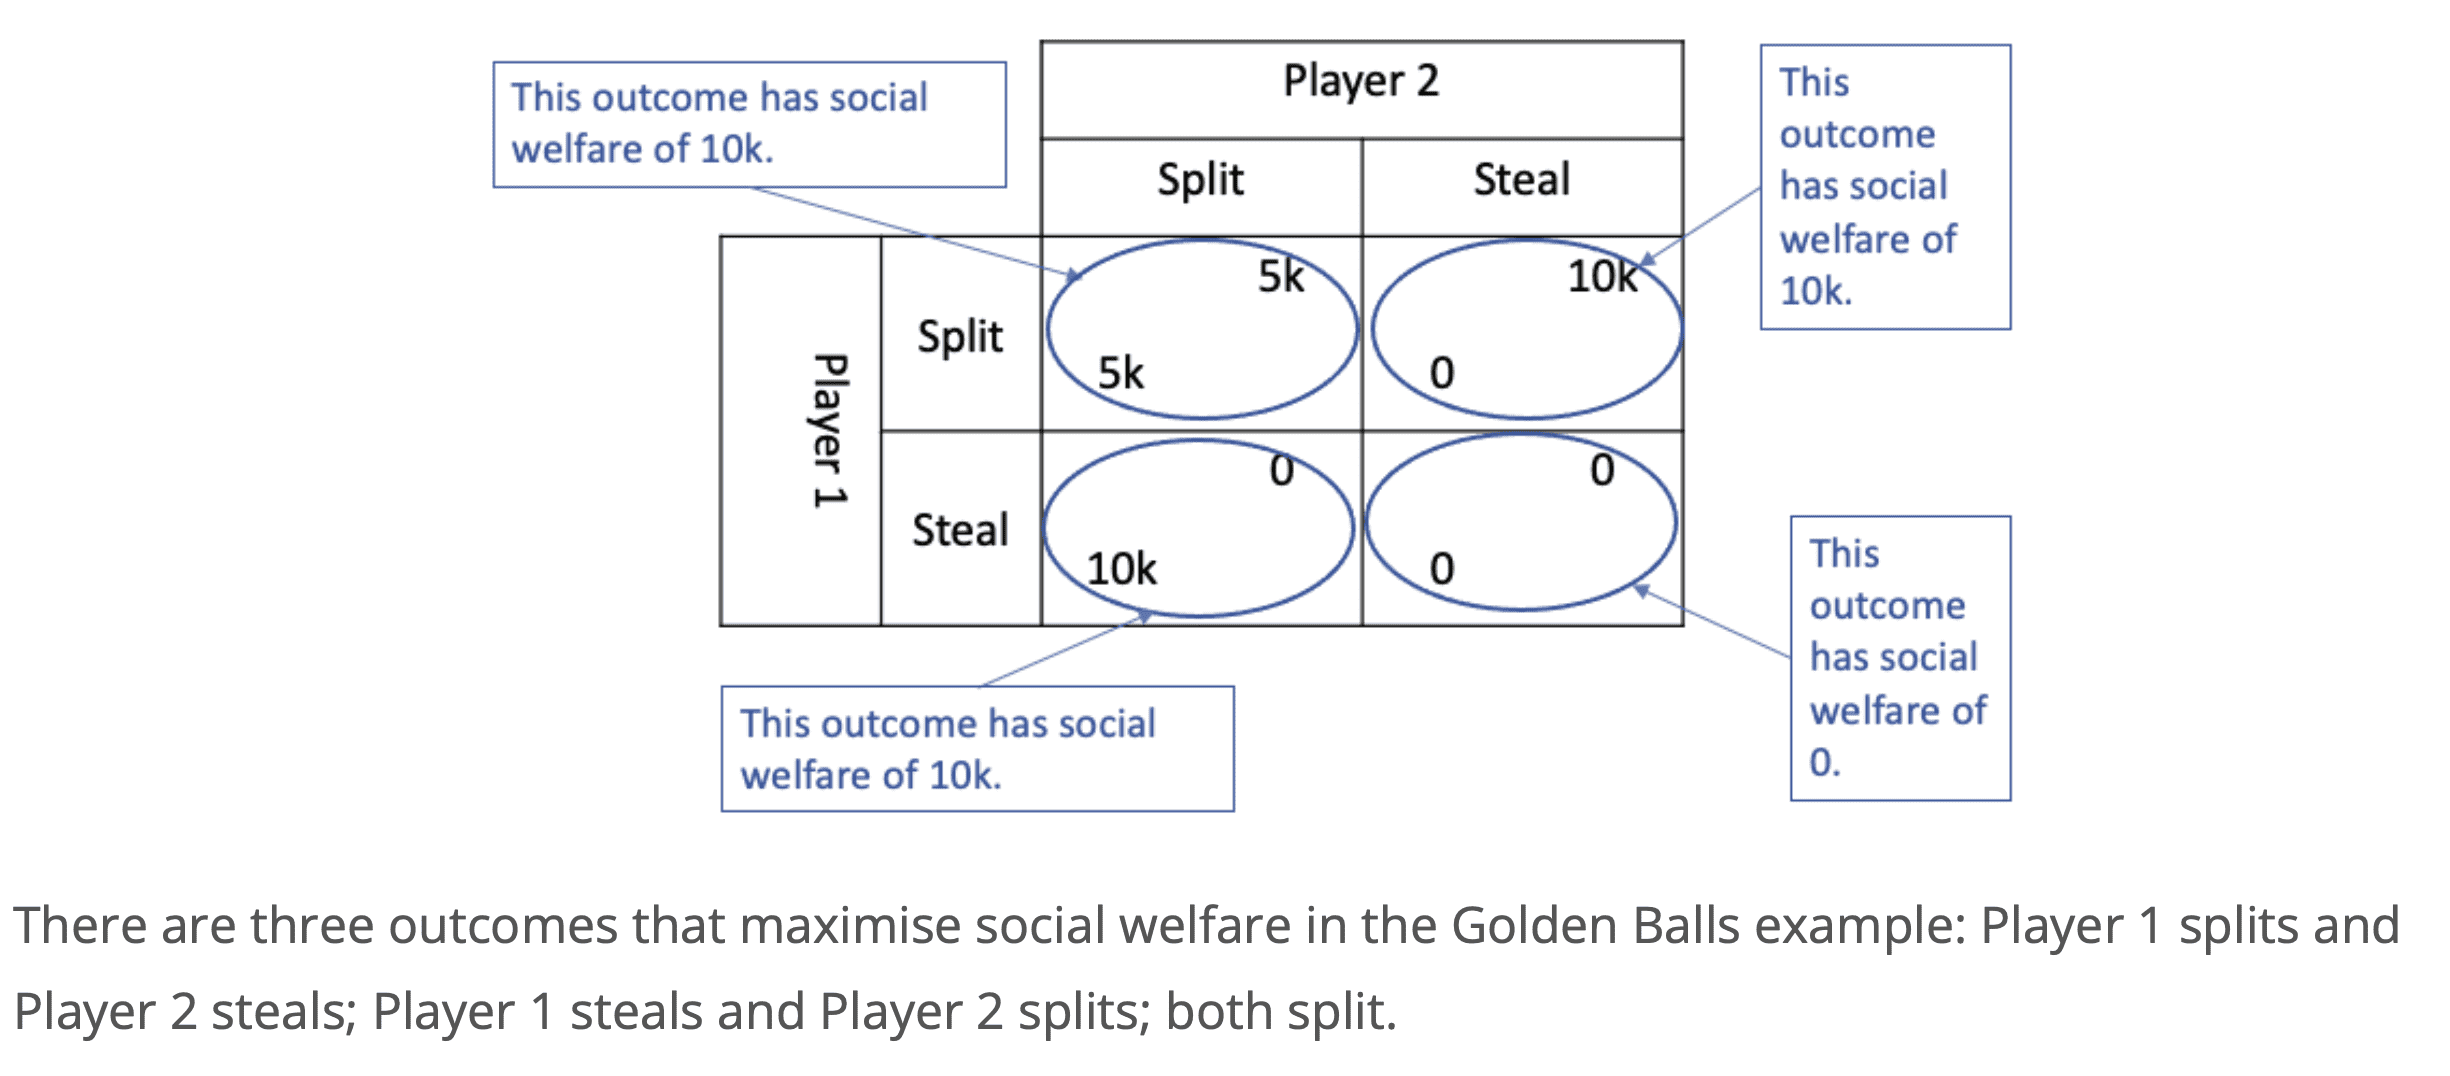 This outcome has social
welfare of 10k.
Player 2
This
outcome
has social
welfare of
10k.
Split
Steal
Player 1
Split
5k
5k
10k
0
Steal
0
10k
0
0
This
outcome
has social
welfare of
0.
This outcome has social
welfare of 10k.
There are three outcomes that maximise social welfare in the Golden Balls example: Player 1 splits and
Player 2 steals; Player 1 steals and Player 2 splits; both split.